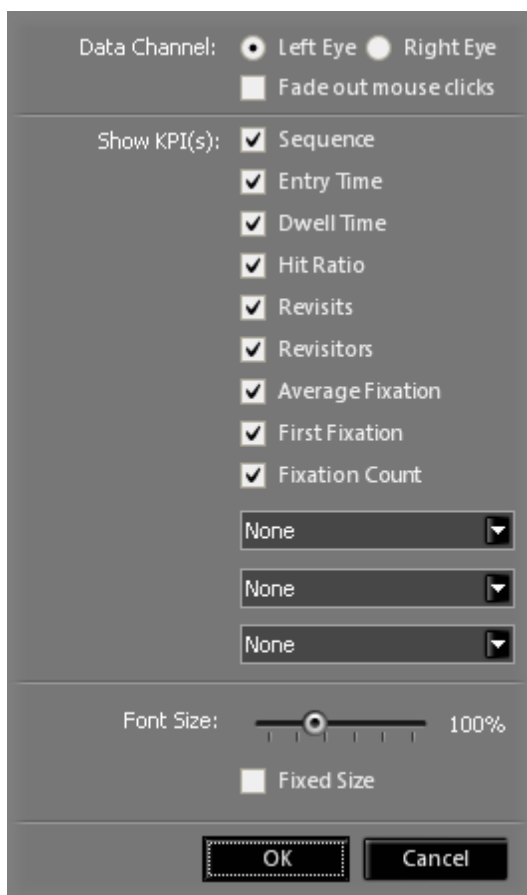 Data Channel: Left Eye Right Eye
Fade out mouse clicks
Show KPI(s): Sequence
Entry Time
Dwell Time
Hit Ratio
Revisits
Revisitors
Average Fixation
First Fixation
Fixation Count
None
None
None
Font Size: 100%
Fixed Size
OK Cancel